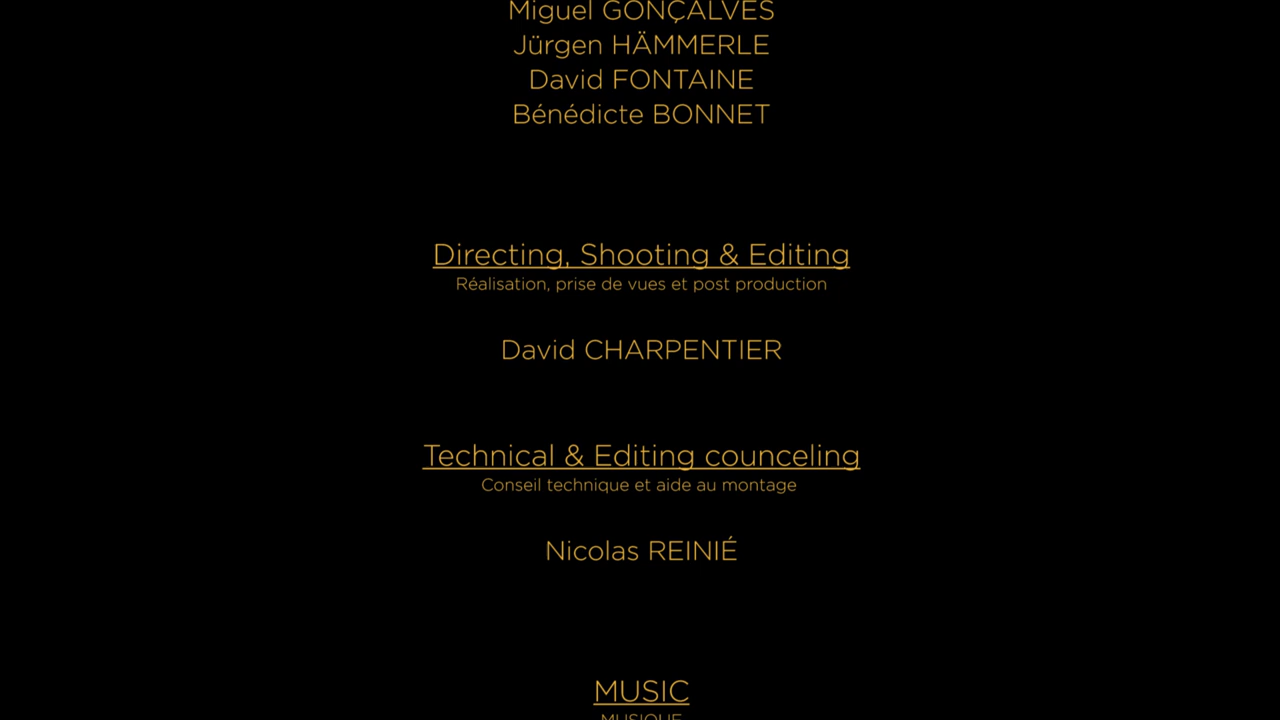 Miguel GONÇALVES
Jürgen HÄMMERLE
David FONTAINE
Bénédicte BONNET
Directing, Shooting & Editing
Réalisation, prise de vues et post production
David CHARPENTIER
Technical & Editing counceling
Conseil technique et aide au montage
Nicolas REINIÉ
MUSIC
MUSIQUE